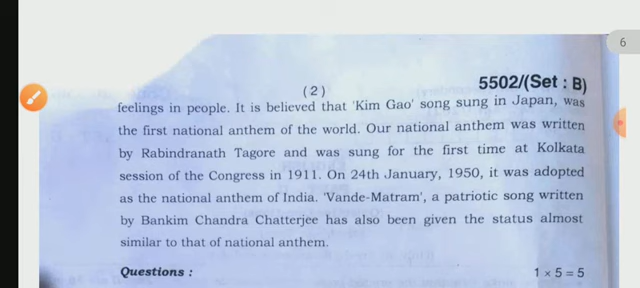 6
( 2 )
5502/(Set : B)
feelings in people. It is believed that 'Kim Gao' song sung in Japan, was
the first national anthem of the world. Our national anthem was written
by Rabindranath Tagore and was sung for the first time at Kolkata
session of the Congress in 1911. On 24th January, 1950, it was adopted
as the national anthem of India. 'Vande-Matram', a patriotic song written
by Bankim Chandra Chatterjee has also been given the status almost
similar to that of national anthem.
Questions : 1 × 5 = 5